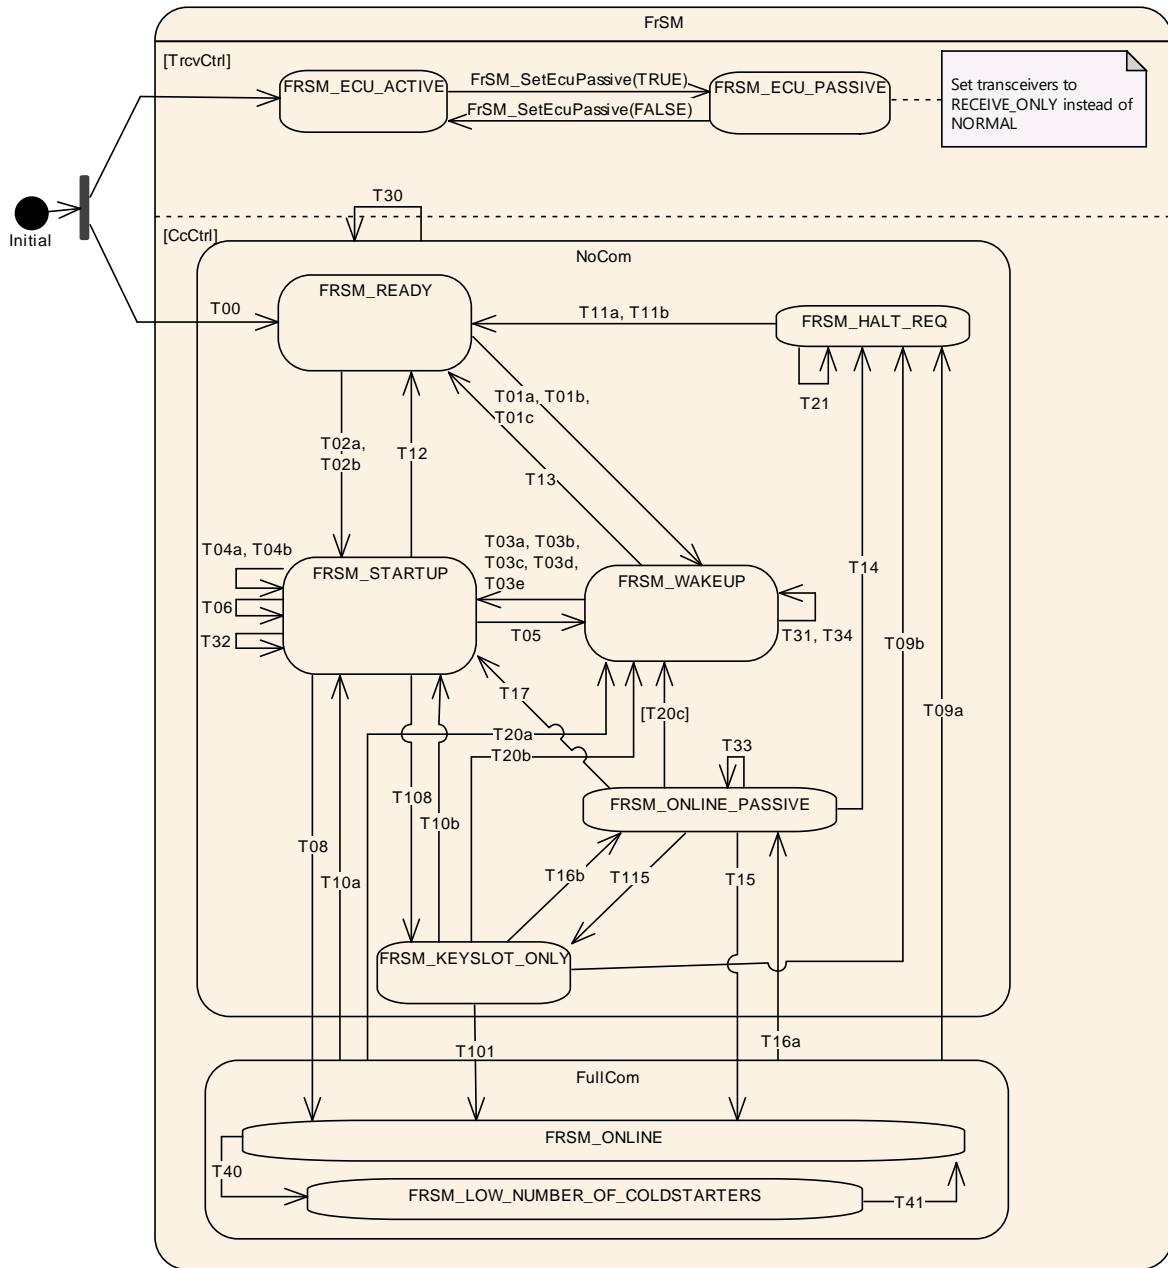 FrSM
[TrcvCtrl]
FRSM_ECU_ACTIVE
FrSM_SetEcuPassive(TRUE)
FrSM_SetEcuPassive(FALSE)
FRSM_ECU_PASSIVE
Set transceivers to
RECEIVE_ONLY instead of
NORMAL
Initial
T30
[CcCtrl]
NoCom
T00
FRSM_READY
T11a, T11b
FRSM_HALT_REQ
T21
T01a, T01b,
T01c
T02a,
T02b
T12
T13
T04a, T04b
T06
T32
FRSM_STARTUP
T03a, T03b,
T03c, T03d,
T03e
T05
FRSM_WAKEUP
T31, T34
T14
T09b
T09a
T17
[T20c]
T20a
T20b
T33
FRSM_ONLINE_PASSIVE
T108
T10b
T08
T10a
T16b
T115
T15
FRSM_KEYSLOT_ONLY
T101
T16a
FullCom
FRSM_ONLINE
T40
FRSM_LOW_NUMBER_OF_COLDSTARTERS
T41